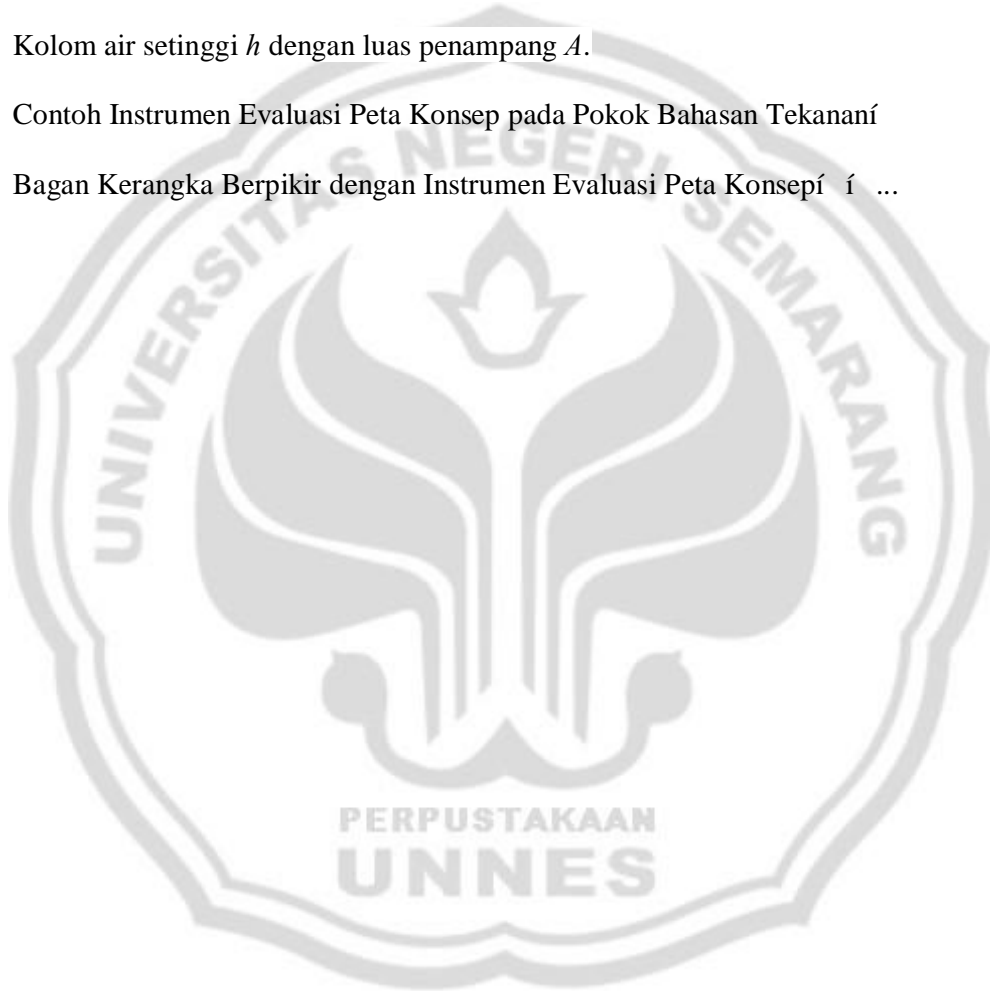 Kolom air setinggi h dengan luas penampang A.
Contoh Instrumen Evaluasi Peta Konsep pada Pokok Bahasan Tekananí
Bagan Kerangka Berpikir dengan Instrumen Evaluasi Peta Konsepí í ...
UNIVERSITAS NEGERI SEMARANG
PERPUSTAKAAN
UNNES